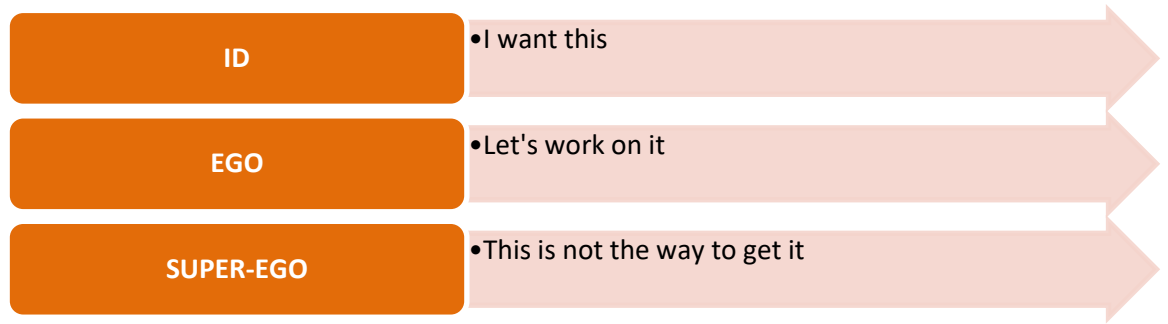 ID
•I want this
EGO
•Let's work on it
SUPER-EGO
•This is not the way to get it